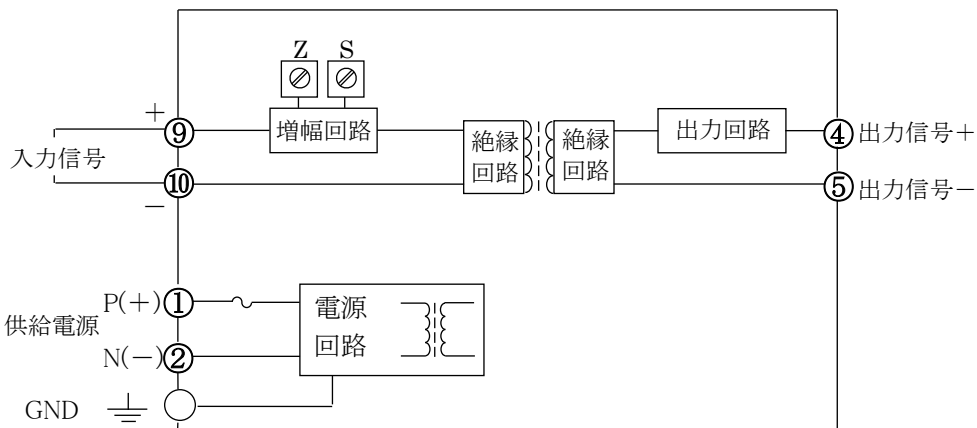 Z S
増幅回路
+
⑨
入力信号
⑩
−
絶縁
回路
絶縁
回路
出力回路
④ 出力信号+
⑤ 出力信号−
P(+) ①
供給電源
N(−) ②
GND
電源
回路